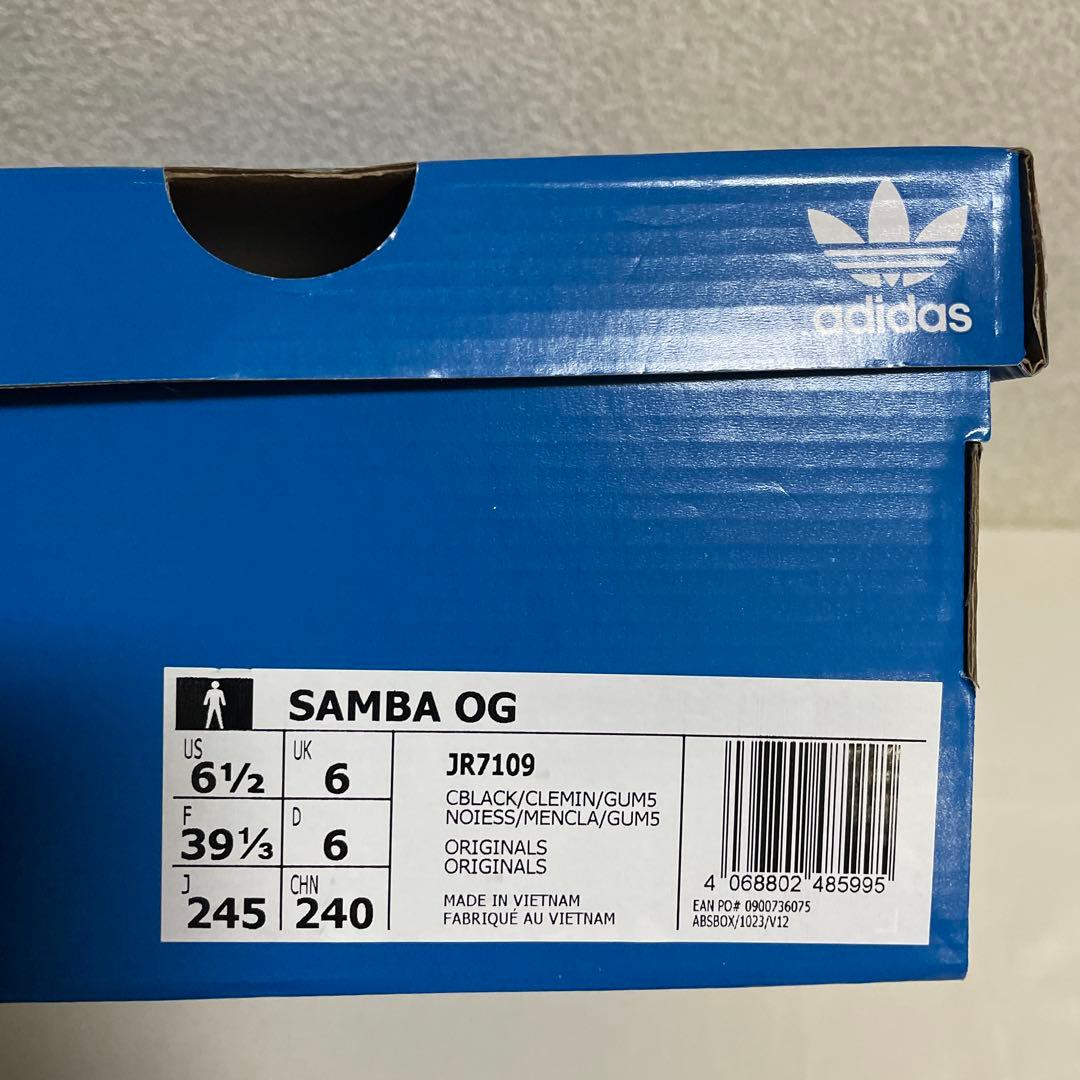 adidas
SAMBA OG
US
6½
UK
6
F
39⅓
D
6
J
245
CHN
240
JR7109
CBLACK/CLEMIN/GUM5
NOIESS/MENCLA/GUM5
ORIGINALS
ORIGINALS
MADE IN VIETNAM
FABRIQUÉ AU VIETNAM
4 068802 485995
EAN PO# 0900736075
ABSBOX/1023/V12